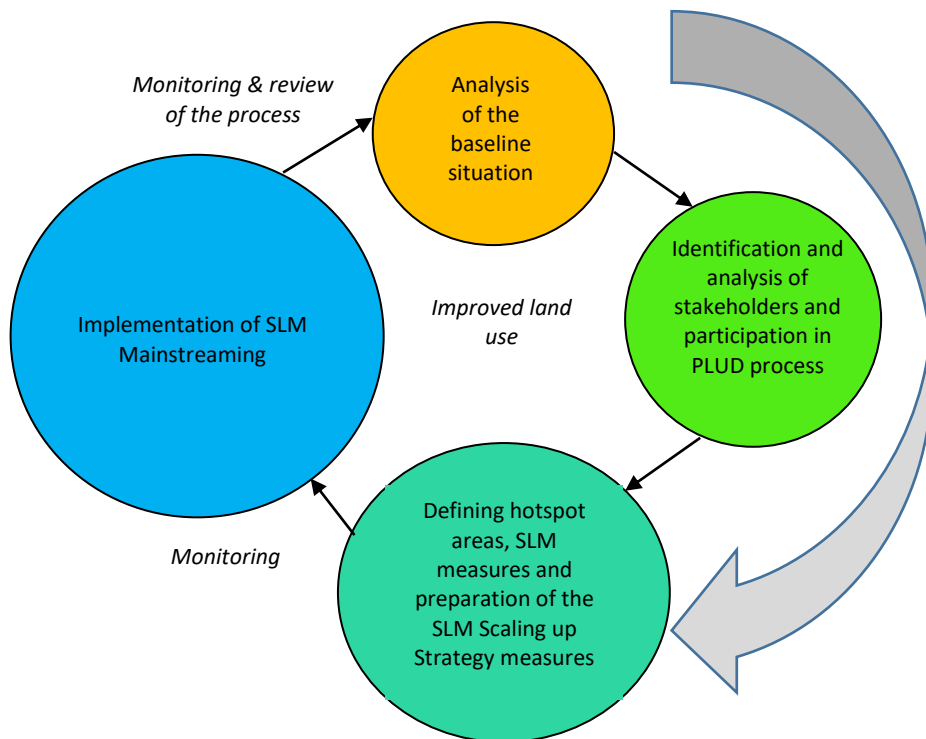 Monitoring & review
of the process
Analysis
of the
baseline
situation
Identification and
analysis of
stakeholders and
participation in
PLUD process
Improved land
use
Implementation of SLM
Mainstreaming
Defining hotspot
areas, SLM
measures and
preparation of the
SLM Scaling up
Strategy measures
Monitoring